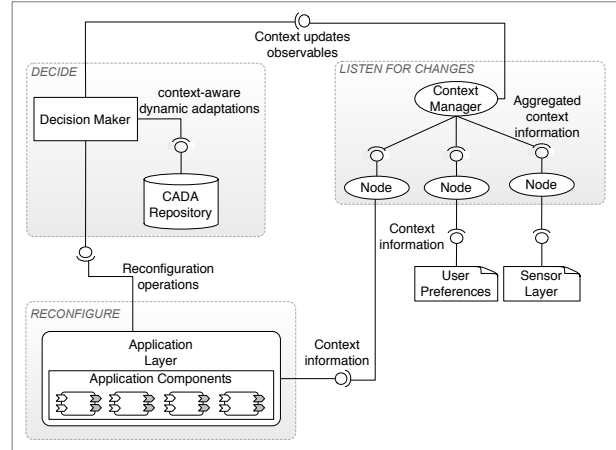 Context updates
observables
DECIDE
LISTEN FOR CHANGES
context-aware
dynamic adaptations
Decision Maker
CADA
Repository
Context
Manager
Aggregated
context
information
Node
Node
Node
Context
information
User
Preferences
Sensor
Layer
Reconfiguration
operations
RECONFIGURE
Application
Layer
Application Components
Context
information